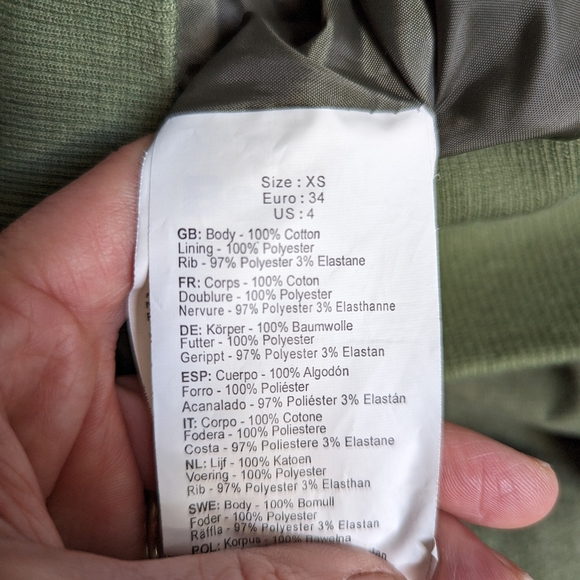 Size : XS
Euro : 34
US : 4
GB: Body - 100% Cotton
Lining - 100% Polyester
Rib - 97% Polyester 3% Elastane
FR: Corps - 100% Coton
Doublure - 100% Polyester
Nervure - 97% Polyester 3% Elasthanne
DE: Körper - 100% Baumwolle
Futter - 100% Polyester
Gerippt - 97% Polyester 3% Elastan
ESP: Cuerpo - 100% Algodón
Forro - 100% Poliéster
Acanalado - 97% Poliéster 3% Elastán
IT: Corpo - 100% Cotone
Fodera - 100% Poliestere
Costa - 97% Poliestere 3% Elastane
NL: Lijf - 100% Katoen
Voering - 100% Polyester
Rib - 97% Polyester 3% Elasthan
SWE: Body - 100% Bomull
Foder - 100% Polyester
Räffla - 97% Polyester 3% Elastan
POL: Korpus - 100% Bawełna